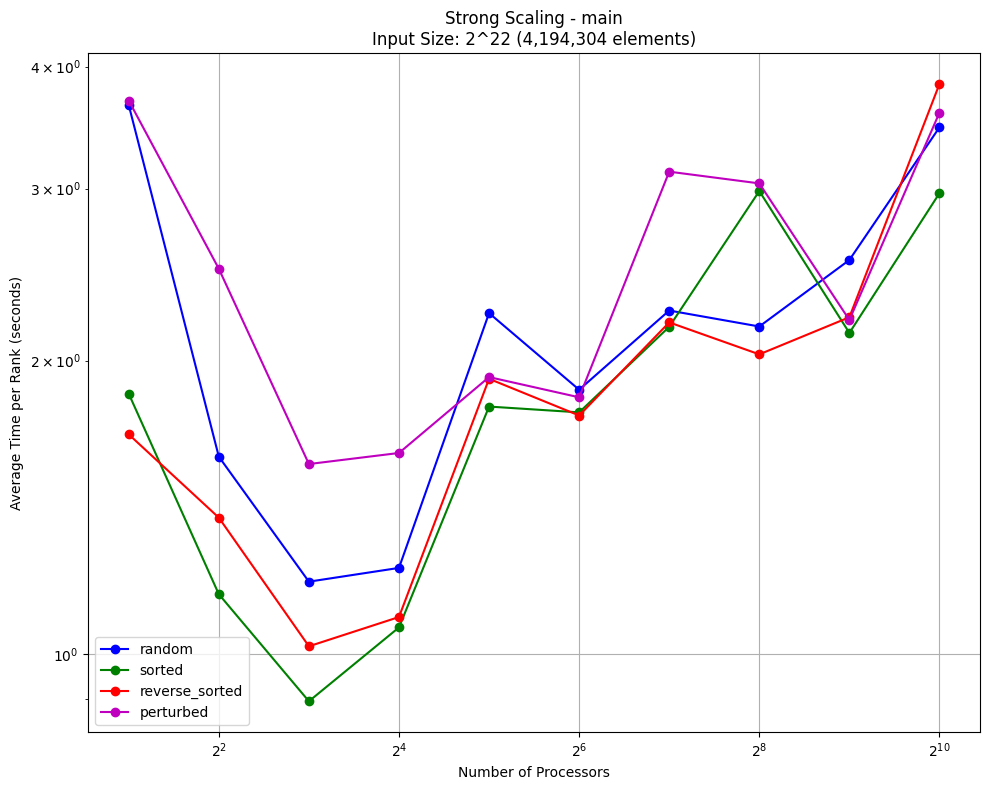 Strong Scaling - main
Input Size: 2^22 (4,194,304 elements)
4 × 10⁰
3 × 10⁰
2 × 10⁰
10⁰
Average Time per Rank (seconds)
random
sorted
reverse_sorted
perturbed
2² 2⁴ 2⁶ 2⁸ 2¹⁰
Number of Processors